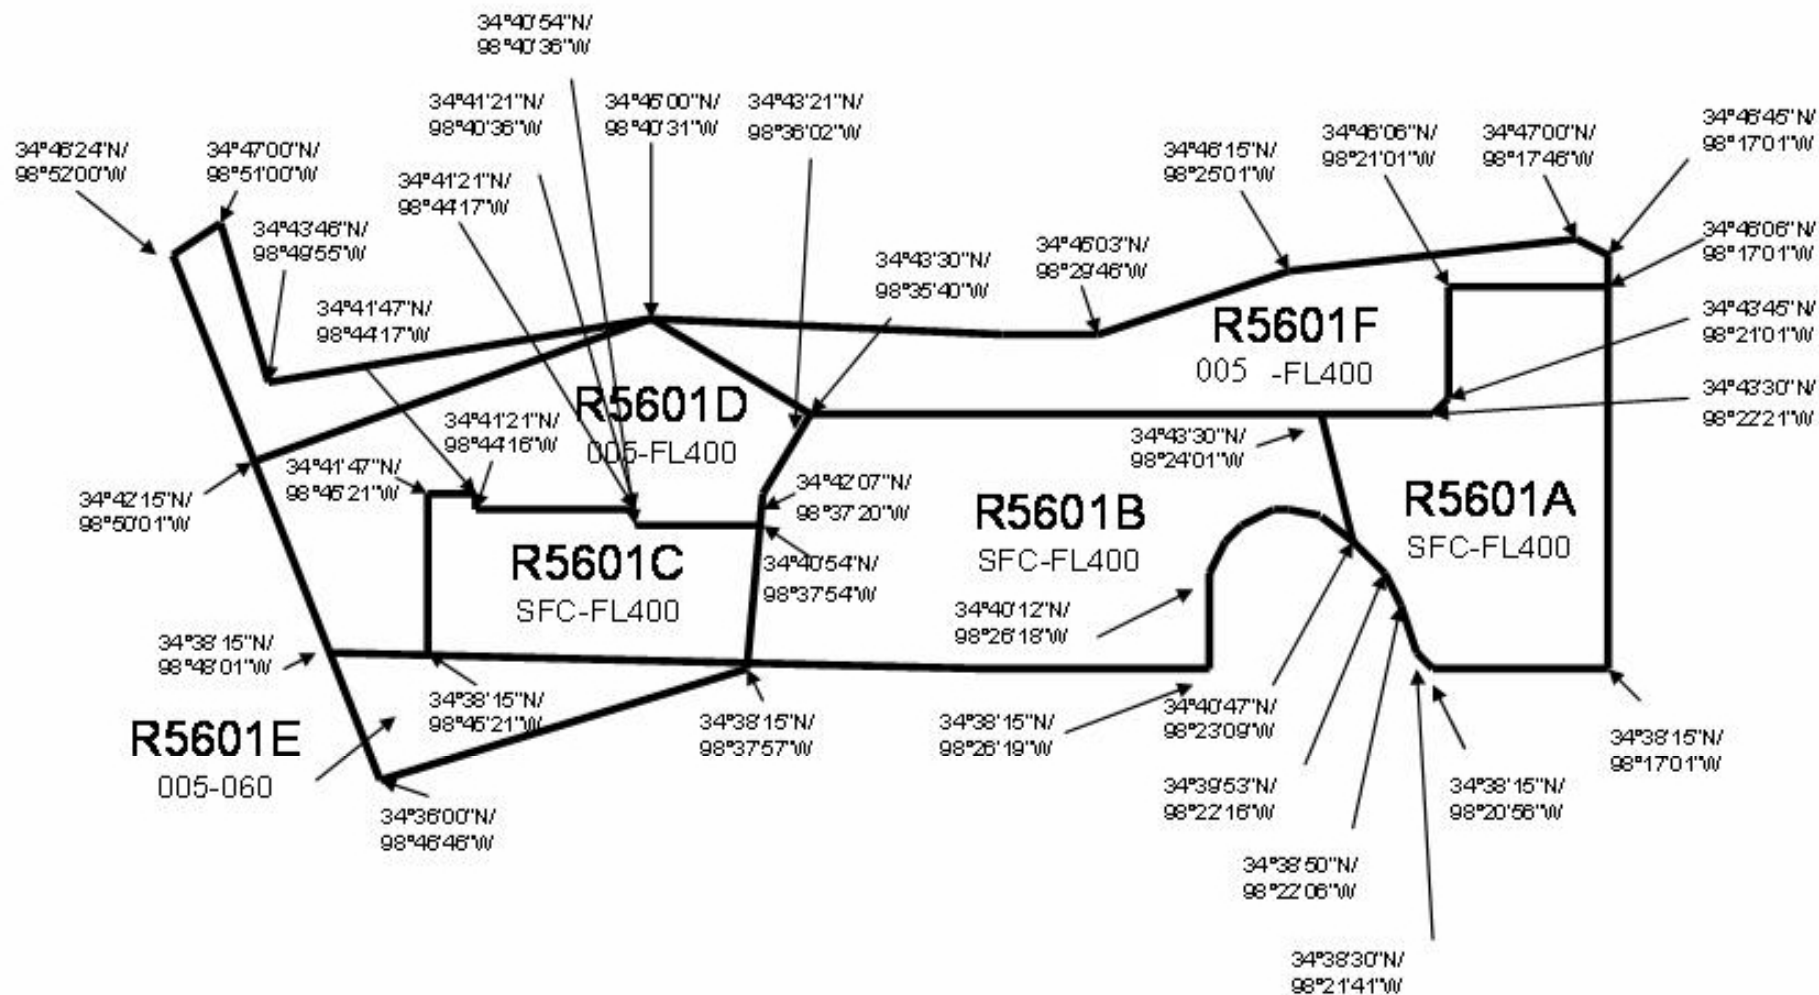 34°40'54"N/
98°40'36"W
34°41'21"N/
98°40'36"W
34°45'00"N/
98°40'31"W
34°43'21"N/
98°36'02"W
34°46'24"N/
98°52'00"W
34°47'00"N/
98°51'00"W
34°41'21"N/
98°44'17"W
34°43'46"N/
98°49'55"W
34°41'47"N/
98°44'17"W
34°43'30"N/
98°35'40"W
34°45'03"N/
98°29'46"W
34°46'15"N/
98°25'01"W
34°46'06"N/
98°21'01"W
34°47'00"N/
98°17'46"W
34°46'45"N/
98°17'01"W
34°46'06"N/
98°17'01"W
34°43'45"N/
98°21'01"W
34°43'30"N/
98°22'21"W
R5601F
005 -FL400
R5601D
005-FL400
34°41'21"N/
98°44'16"W
34°41'47"N/
98°45'21"W
34°42'15"N/
98°50'01"W
34°43'30"N/
98°24'01"W
34°42'07"N/
98°37'20"W
R5601B
SFC-FL400
R5601A
SFC-FL400
R5601C
SFC-FL400
34°40'54"N/
98°37'54"W
34°40'12"N/
98°26'18"W
34°38'15"N/
98°48'01"W
34°38'15"N/
98°45'21"W
R5601E
005-060
34°38'15"N/
98°37'57"W
34°38'15"N/
98°26'19"W
34°40'47"N/
98°23'09"W
34°38'15"N/
98°17'01"W
34°39'53"N/
98°22'16"W
34°38'15"N/
98°20'56"W
34°36'00"N/
98°46'46"W
34°38'50"N/
98°22'06"W
34°38'30"N/
98°21'41"W